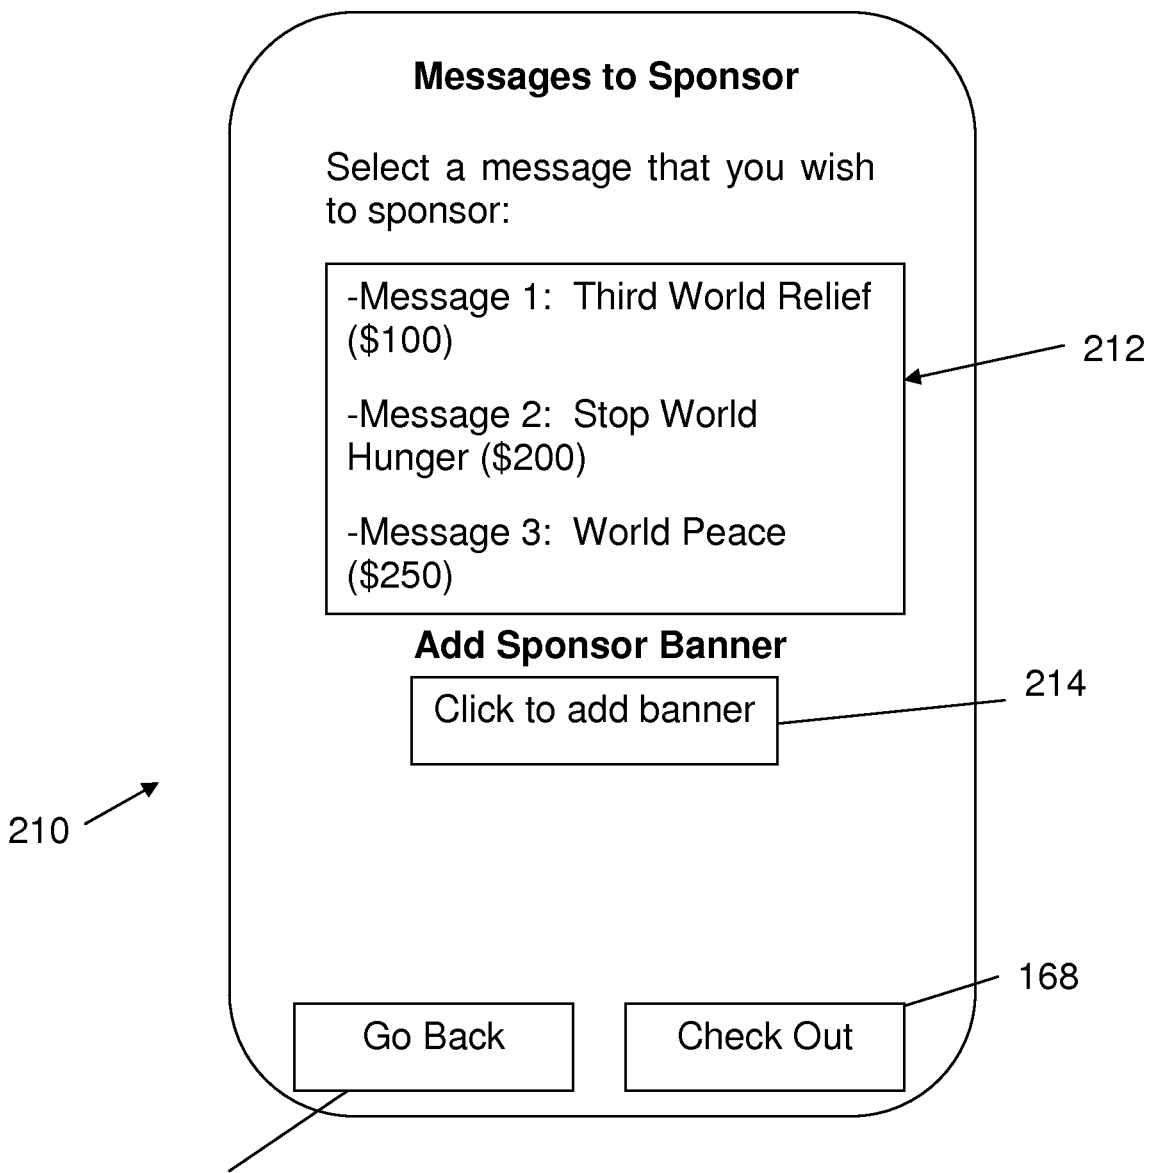 Messages to Sponsor
Select a message that you wish
to sponsor:
-Message 1: Third World Relief
($100)
212
-Message 2: Stop World
Hunger ($200)
-Message 3: World Peace
($250)
Add Sponsor Banner
214
Click to add banner
210
168
Go Back
Check Out